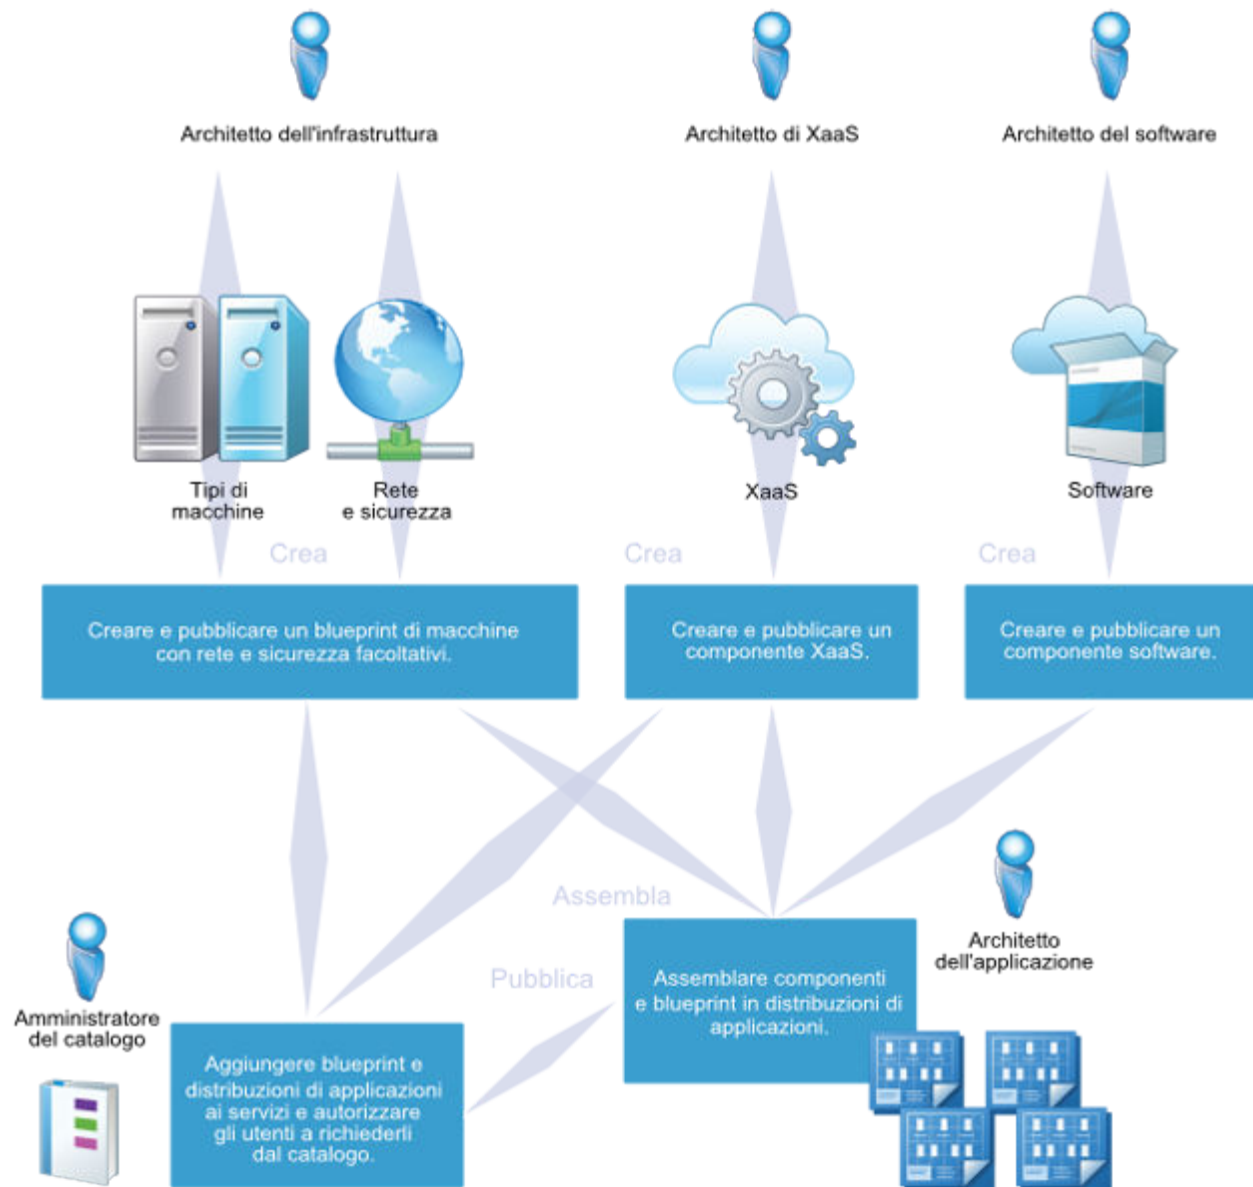 Architetto dell'infrastruttura
Architetto di XaaS
Architetto del software
Tipi di
macchine
Rete
e sicurezza
XaaS
Software
Crea
Crea
Crea
Creare e pubblicare un blueprint di macchine
con rete e sicurezza facoltativi.
Creare e pubblicare un
componente XaaS.
Creare e pubblicare un
componente software.
Assembla
Pubblica
Architetto
dell'applicazione
Assemblare componenti
e blueprint in distribuzioni di
applicazioni.
Amministratore
del catalogo
Aggiungere blueprint e
distribuzioni di applicazioni
ai servizi e autorizzare
gli utenti a richiederli
dal catalogo.